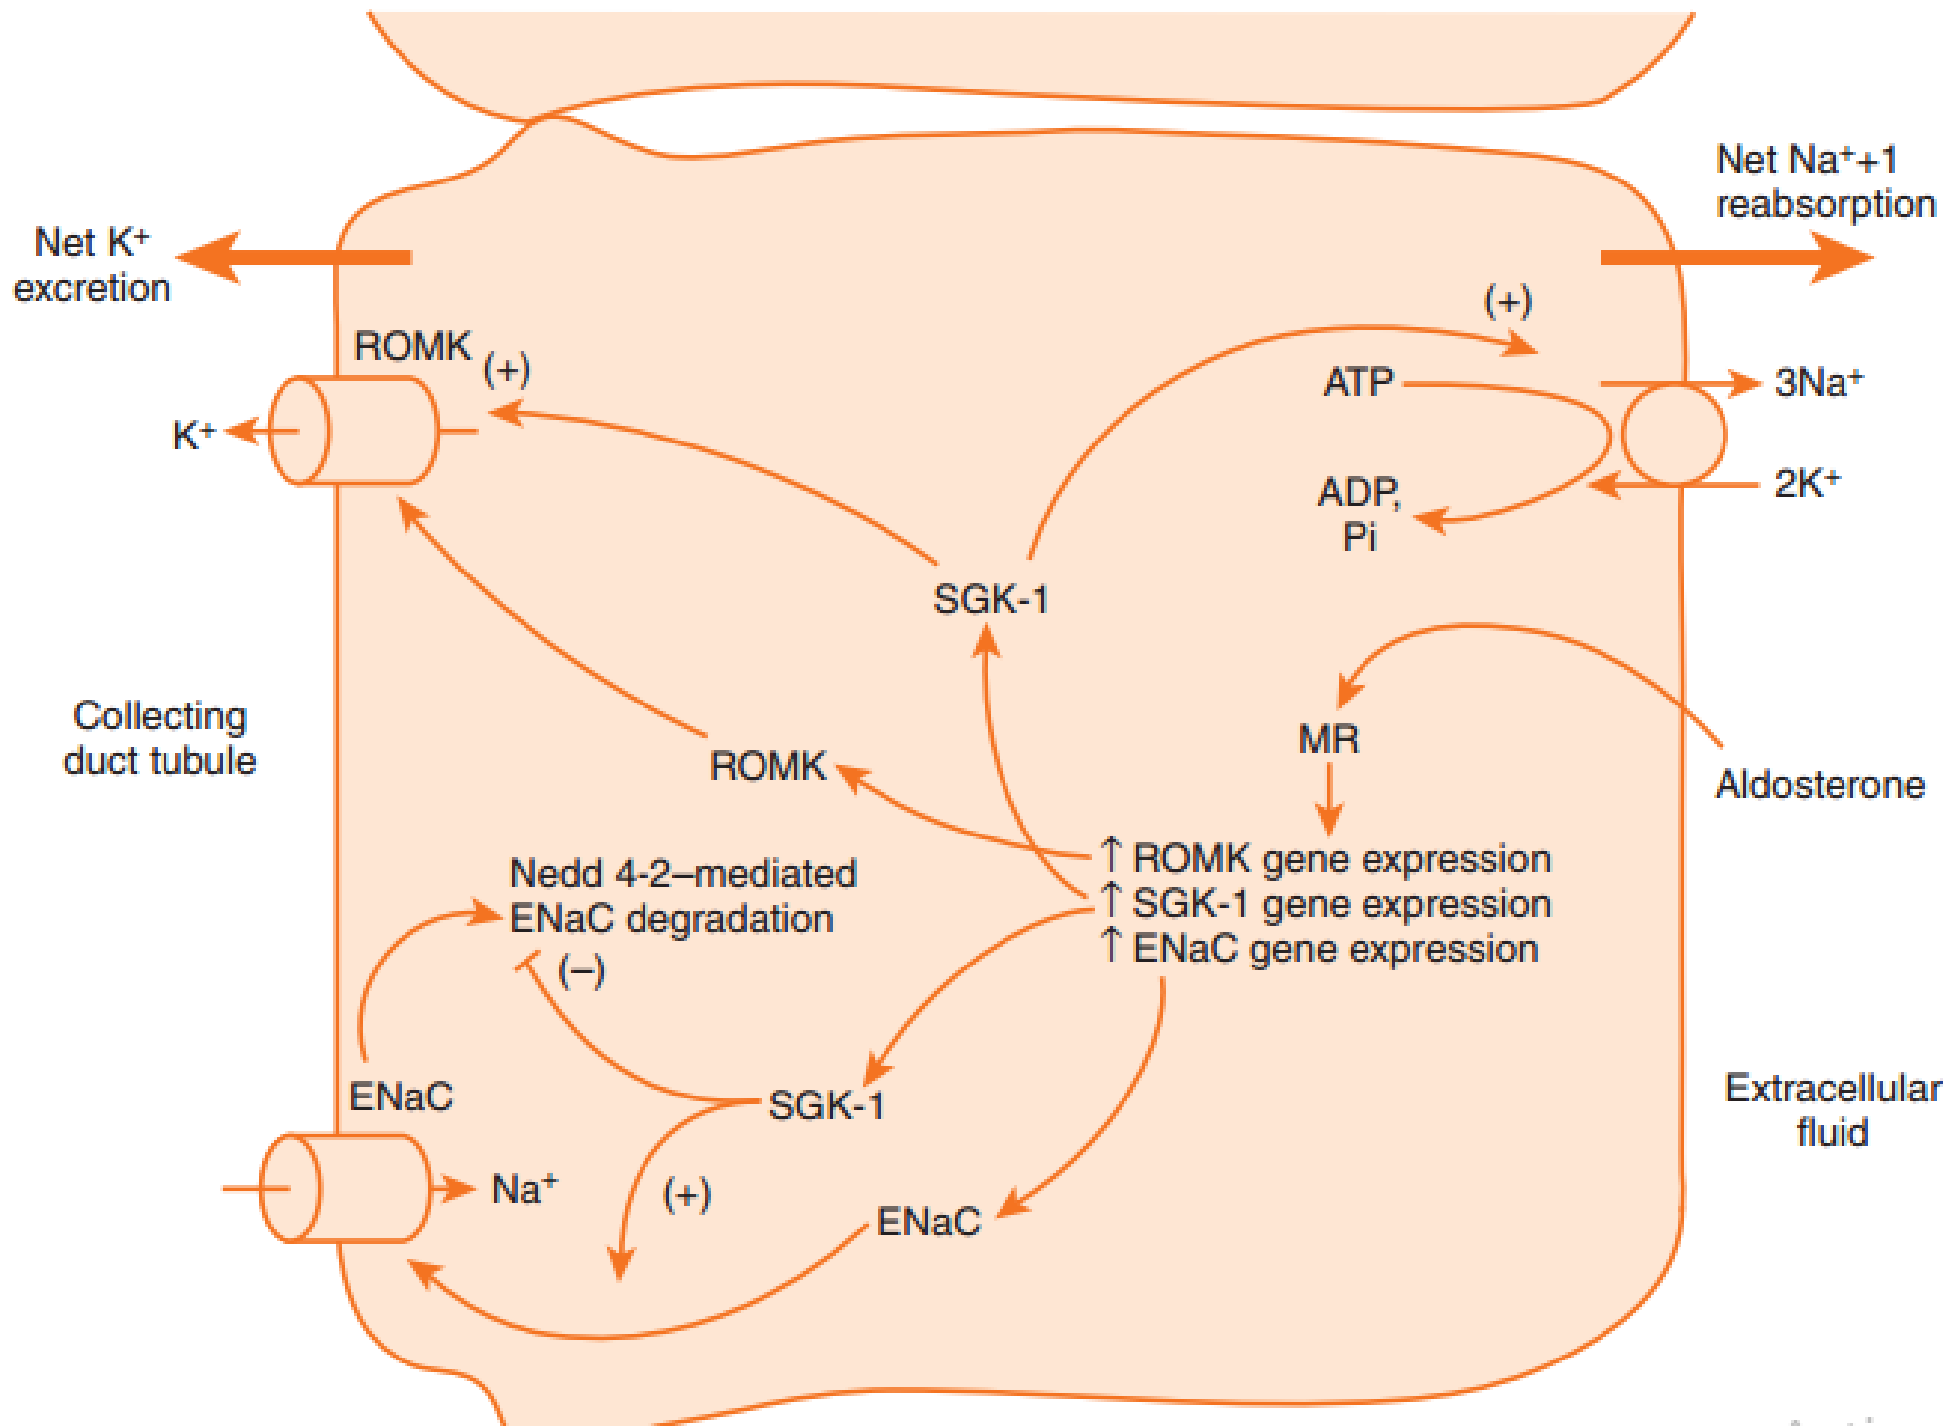 Net Na⁺+1
reabsorption
Net K⁺
excretion
(+)
ROMK
(+)
ATP
3Na⁺
K⁺
2K⁺
ADP,
Pi
SGK-1
Collecting
duct tubule
MR
ROMK
Aldosterone
↑ ROMK gene expression
↑ SGK-1 gene expression
↑ ENaC gene expression
Nedd 4-2–mediated
ENaC degradation
(–)
ENaC
SGK-1
Extracellular
fluid
Na⁺
(+)
ENaC